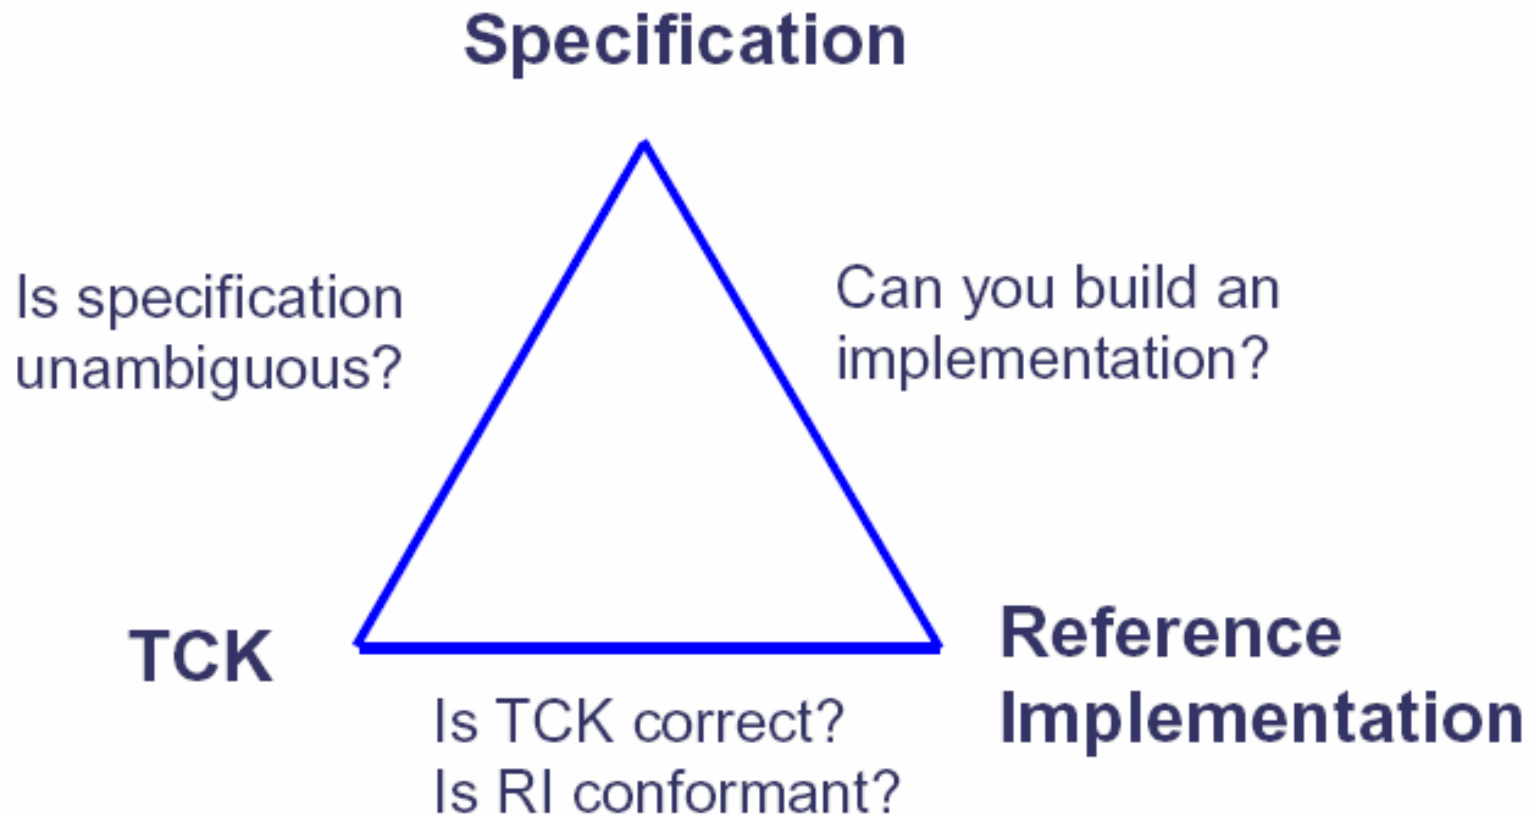 Specification
Is specification
unambiguous?
Can you build an
implementation?
TCK
Reference
Implementation
Is TCK correct?
Is RI conformant?